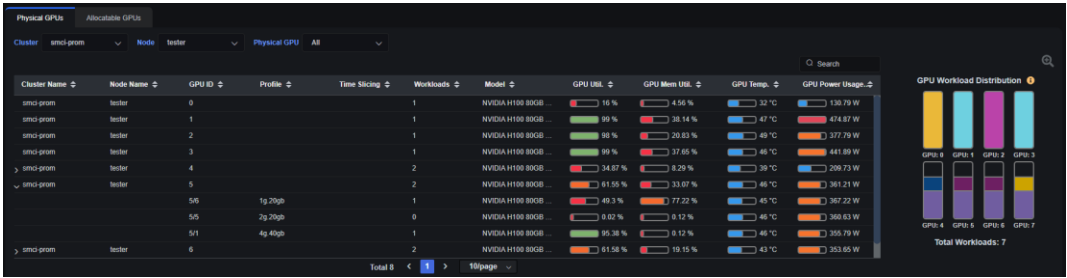 Physical GPUs Allocatable GPUs
Cluster smci-prom Node tester Physical GPU All
Search
Cluster Name Node Name GPU ID Profile Time Slicing Workloads Model GPU Util. GPU Mem Util. GPU Temp. GPU Power Usage..
smci-prom tester 0 1 NVIDIA H100 80GB ... 16 % 4.56 % 32 °C 130.79 W
smci-prom tester 1 1 NVIDIA H100 80GB ... 99 % 38.14 % 47 °C 474.87 W
smci-prom tester 2 1 NVIDIA H100 80GB ... 98 % 20.83 % 49 °C 377.79 W
smci-prom tester 3 1 NVIDIA H100 80GB ... 99 % 37.65 % 46 °C 441.89 W
smci-prom tester 4 2 NVIDIA H100 80GB ... 34.87 % 8.29 % 39 °C 209.73 W
smci-prom tester 5 2 NVIDIA H100 80GB ... 61.55 % 33.07 % 46 °C 361.21 W
5/6 1g.20gb 1 NVIDIA H100 80GB ... 49.3 % 77.22 % 45 °C 367.22 W
5/5 2g.20gb 0 NVIDIA H100 80GB ... 0.02 % 0.12 % 46 °C 360.63 W
5/1 4g.40gb 1 NVIDIA H100 80GB ... 95.38 % 0.12 % 46 °C 355.79 W
smci-prom tester 6 2 NVIDIA H100 80GB ... 61.58 % 19.15 % 43 °C 353.65 W
Total 8 < 1 > 10/page
GPU Workload Distribution
GPU: 0 GPU: 1 GPU: 2 GPU: 3
GPU: 4 GPU: 5 GPU: 6 GPU: 7
Total Workloads: 7